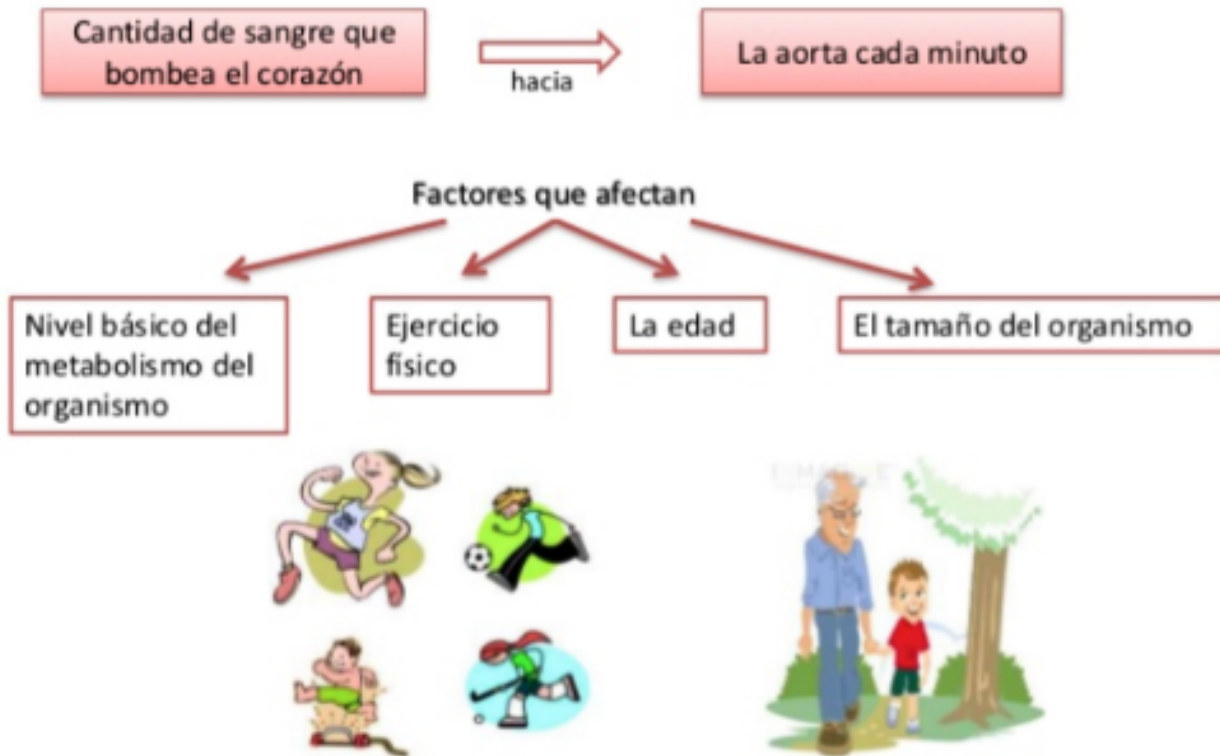 Cantidad de sangre que
bombea el corazón
hacia
La aorta cada minuto
Factores que afectan
Nivel básico del
metabolismo del
organismo
Ejercicio
físico
La edad
El tamaño del organismo